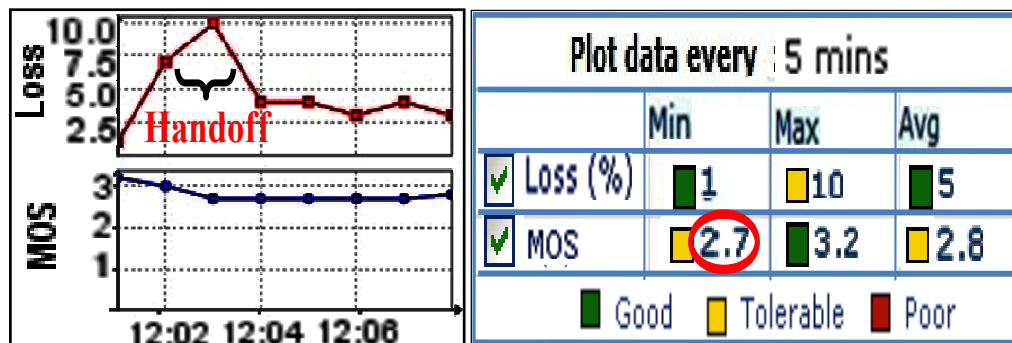 Loss
10.0
7.5
5.0
2.5
Handoff
MOS
3
2
1
12:02 12:04 12:06
Plot data every : 5 mins
Min Max Avg
Loss (%) 1 10 5
MOS 2.7 3.2 2.8
Good Tolerable Poor